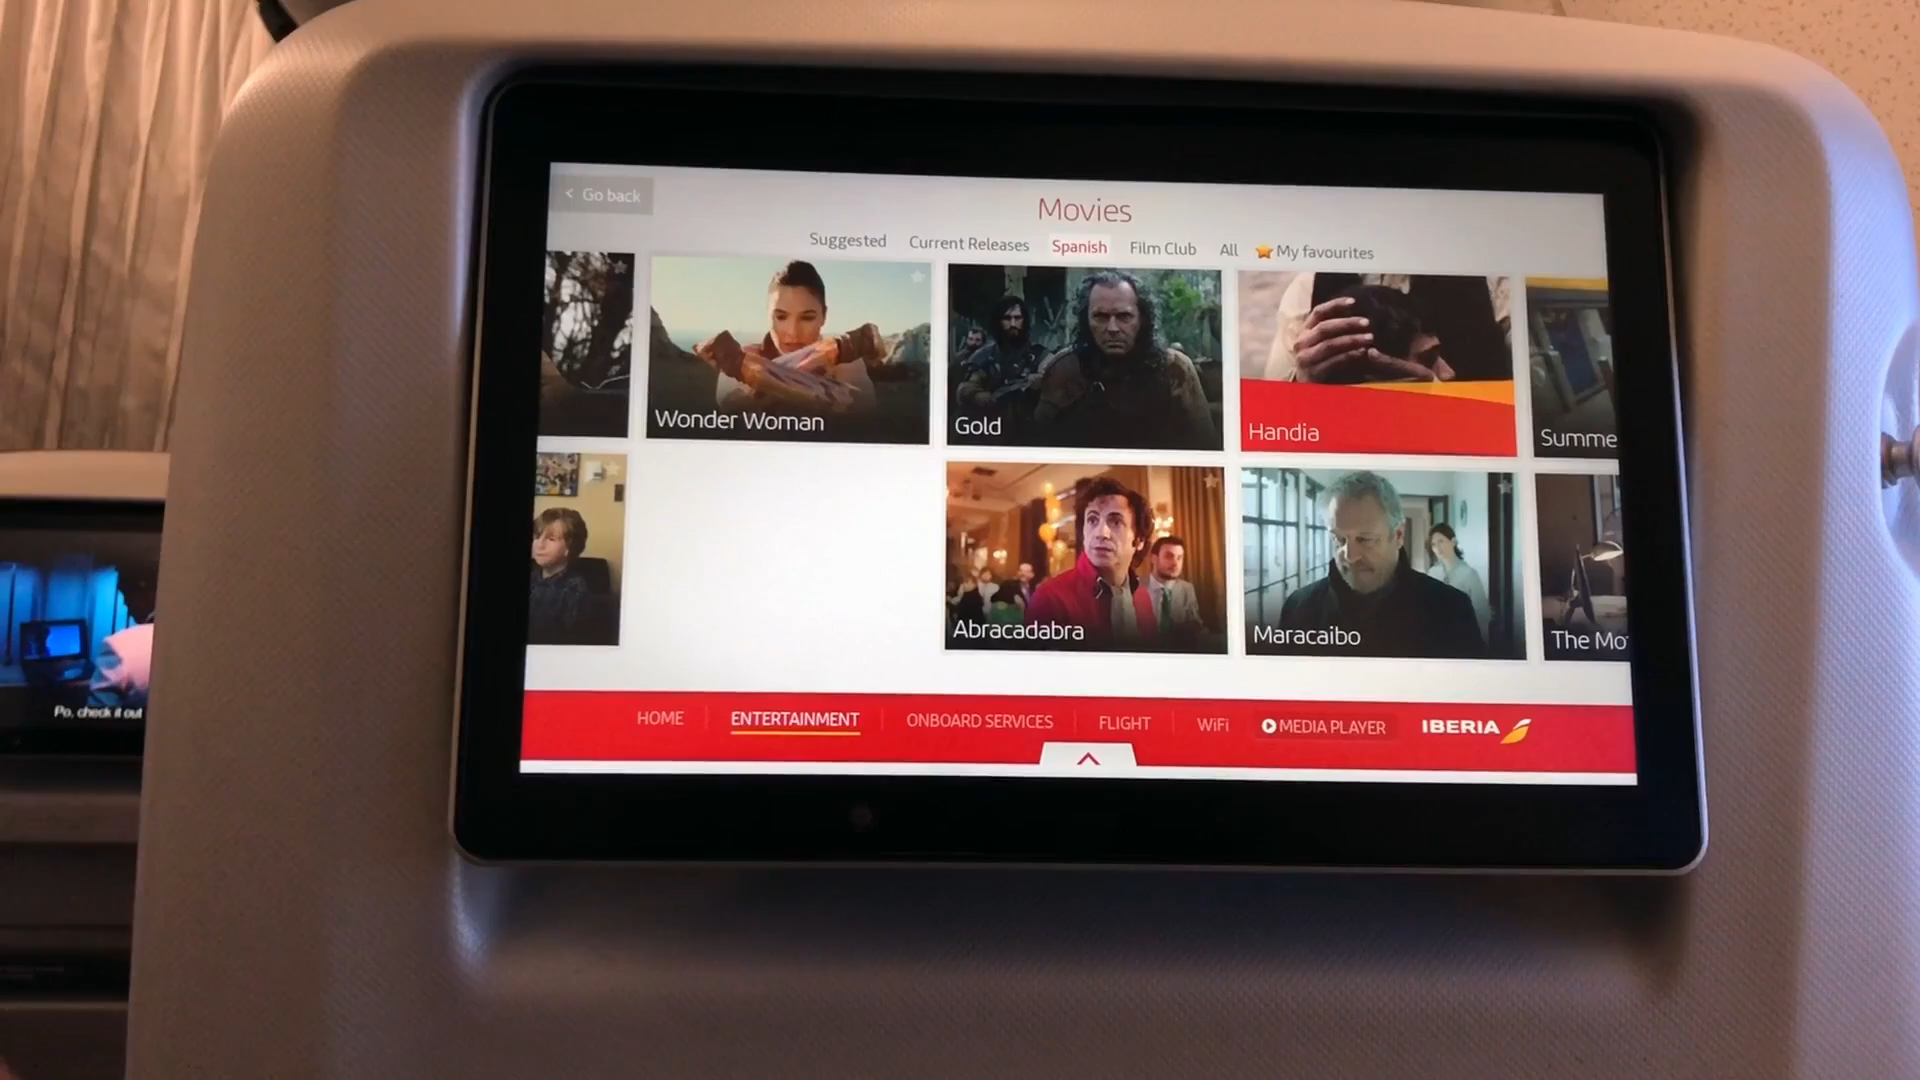 < Go back
Movies
Suggested Current Releases Spanish Film Club All My favourites
Wonder Woman
Gold
Handia
Summe
Abracadabra
Maracaibo
The Mo
HOME ENTERTAINMENT ONBOARD SERVICES FLIGHT WiFi MEDIA PLAYER IBERIA
Po, check it out